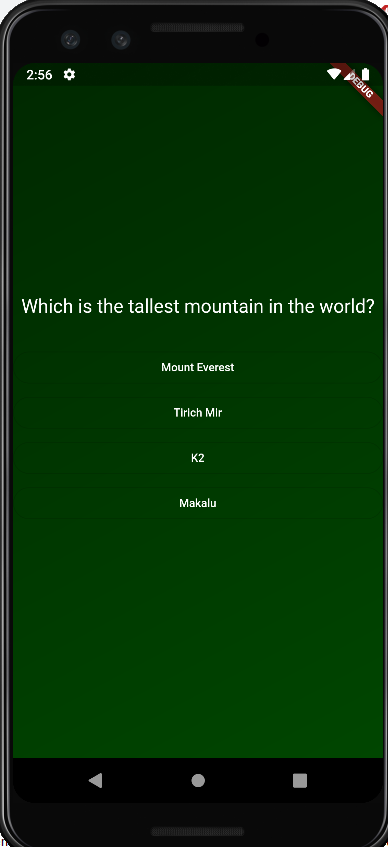 2:56
DEBUG
Which is the tallest mountain in the world?
Mount Everest
Tirich Mir
K2
Makalu